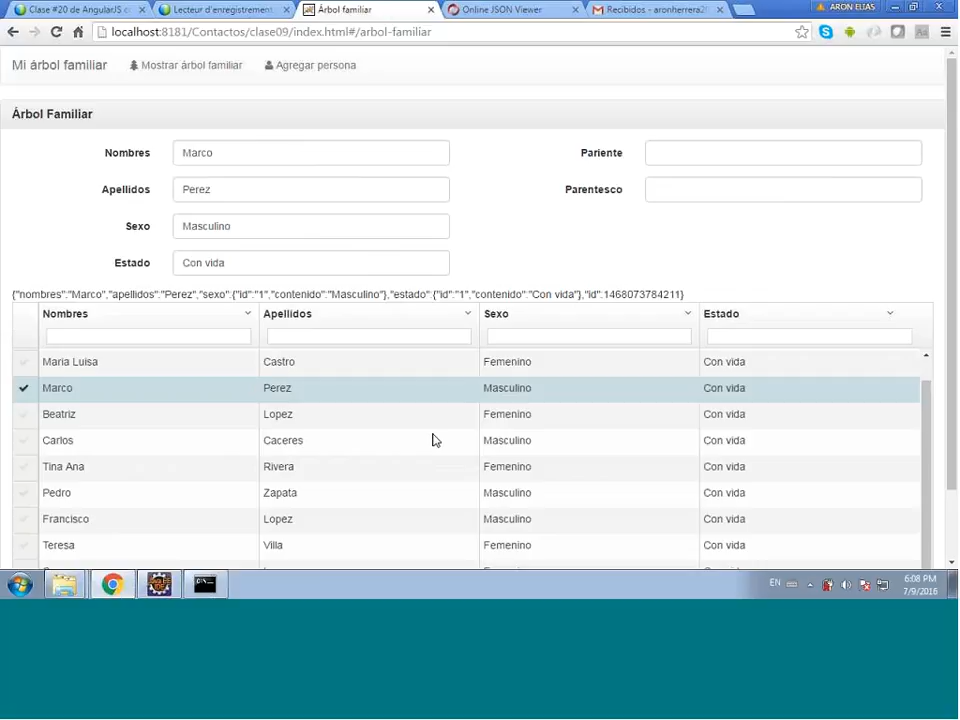 Clase #20 de AngularJS
Lecteur d'enregistrement
Árbol familiar
Online JSON Viewer
Recibidos - aronherrera2
ARON ELIAS
localhost:8181/Contactos/clase09/index.html#/arbol-familiar
Mi árbol familiar
Mostrar árbol familiar
Agregar persona
Árbol Familiar
Nombres Marco Pariente
Apellidos Perez Parentesco
Sexo Masculino
Estado Con vida
{"nombres":"Marco","apellidos":"Perez","sexo":{"id":"1","contenido":"Masculino"},"estado":{"id":"1","contenido":"Con vida"},"id":1468073784211}
Nombres Apellidos Sexo Estado
Maria Luisa Castro Femenino Con vida
Marco Perez Masculino Con vida
Beatriz Lopez Femenino Con vida
Carlos Caceres Masculino Con vida
Tina Ana Rivera Femenino Con vida
Pedro Zapata Masculino Con vida
Francisco Lopez Masculino Con vida
Teresa Villa Femenino Con vida
EN
6:08 PM
7/9/2016